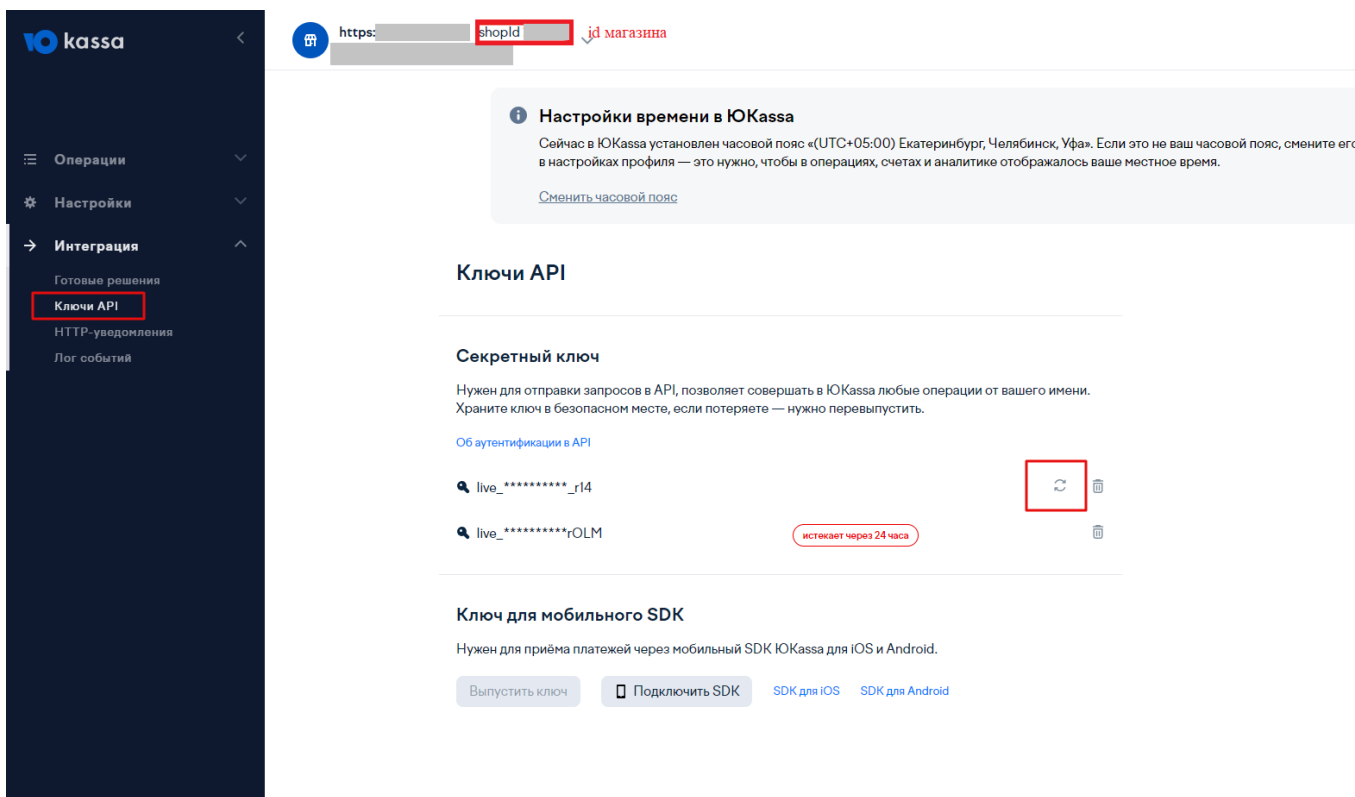 Ю kassa
https:
shopId
id магазина
Настройки времени в ЮKassa
Сейчас в ЮKassa установлен часовой пояс «(UTC+05:00) Екатеринбург, Челябинск, Уфа». Если это не ваш часовой пояс, смените его
в настройках профиля — это нужно, чтобы в операциях, счетах и аналитике отображалось ваше местное время.
Сменить часовой пояс
Операции
Настройки
Интеграция
Готовые решения
Ключи API
HTTP-уведомления
Лог событий
Ключи API
Секретный ключ
Нужен для отправки запросов в API, позволяет совершать в ЮKassa любые операции от вашего имени.
Храните ключ в безопасном месте, если потеряете — нужно перевыпустить.
Об аутентификации в API
live_**********_rI4
live_**********rOLM
истекает через 24 часа
Ключ для мобильного SDK
Нужен для приёма платежей через мобильный SDK ЮKassa для iOS и Android.
Выпустить ключ
Подключить SDK
SDK для iOS
SDK для Android